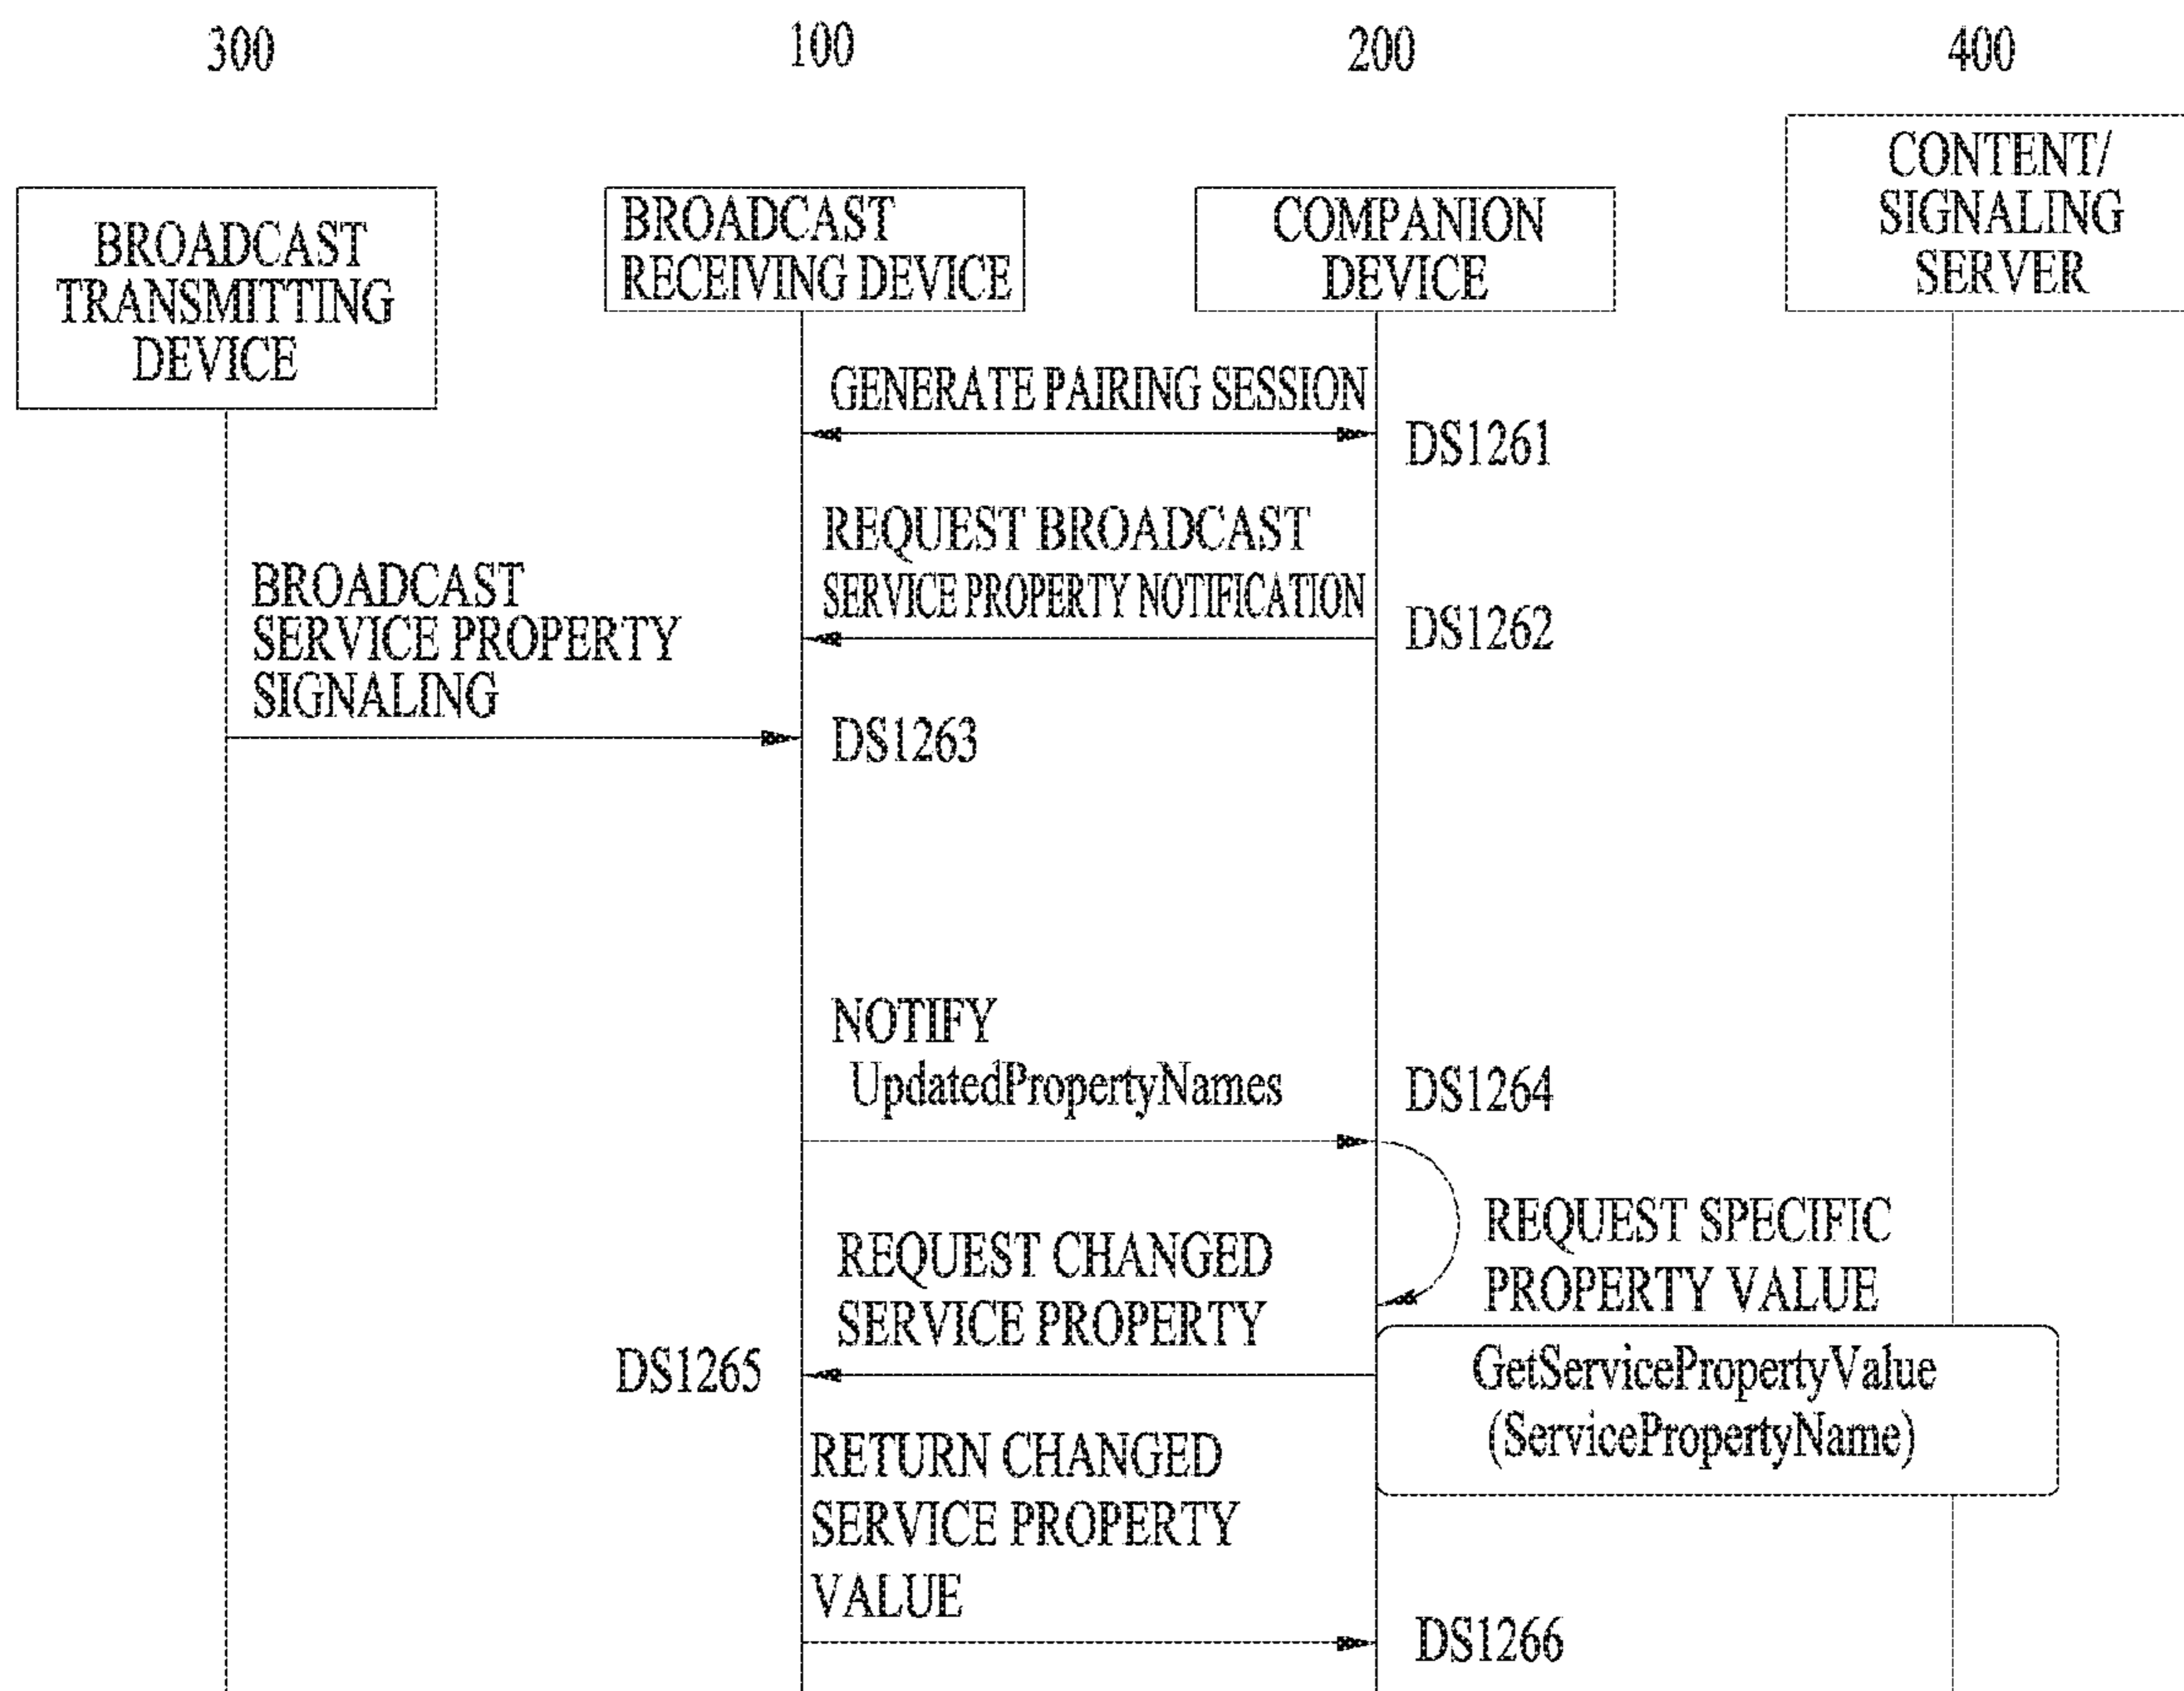 300
100
200
400
BROADCAST
TRANSMITTING
DEVICE
BROADCAST
RECEIVING DEVICE
COMPANION
DEVICE
CONTENT/
SIGNALING
SERVER
GENERATE PAIRING SESSION
DS1261
REQUEST BROADCAST
SERVICE PROPERTY NOTIFICATION
DS1262
BROADCAST
SERVICE PROPERTY
SIGNALING
DS1263
NOTIFY
UpdatedPropertyNames
DS1264
REQUEST SPECIFIC
PROPERTY VALUE
REQUEST CHANGED
SERVICE PROPERTY
DS1265
GetServicePropertyValue
(ServicePropertyName)
RETURN CHANGED
SERVICE PROPERTY
VALUE
DS1266